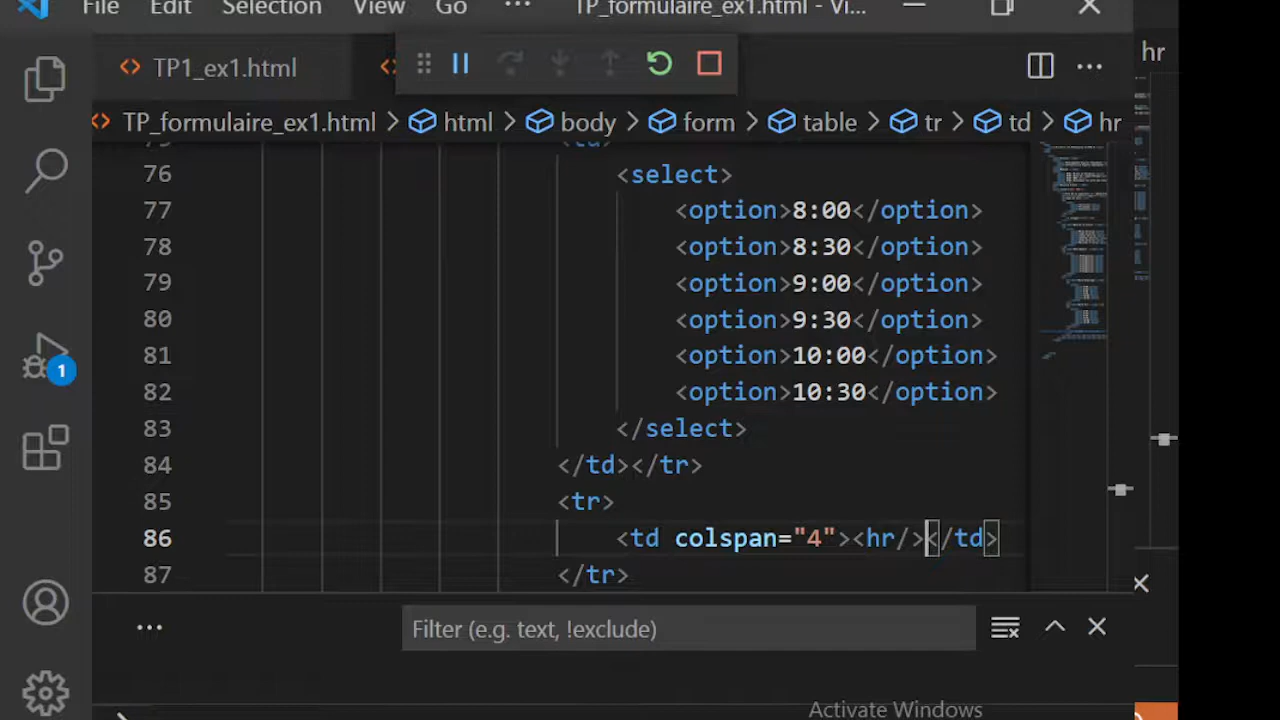 File Edit Selection View Go ··· TP_formulaire_ex1.html - Vi...
hr
TP1_ex1.html
TP_formulaire_ex1.html > html > body > form > table > tr > td > hr
76 <select>
77 <option>8:00</option>
78 <option>8:30</option>
79 <option>9:00</option>
80 <option>9:30</option>
81 <option>10:00</option>
82 <option>10:30</option>
83 </select>
84 </td></tr>
85 <tr>
86 <td colspan="4"><hr/></td>
87 </tr>
1
Filter (e.g. text, !exclude)
Activate Windows